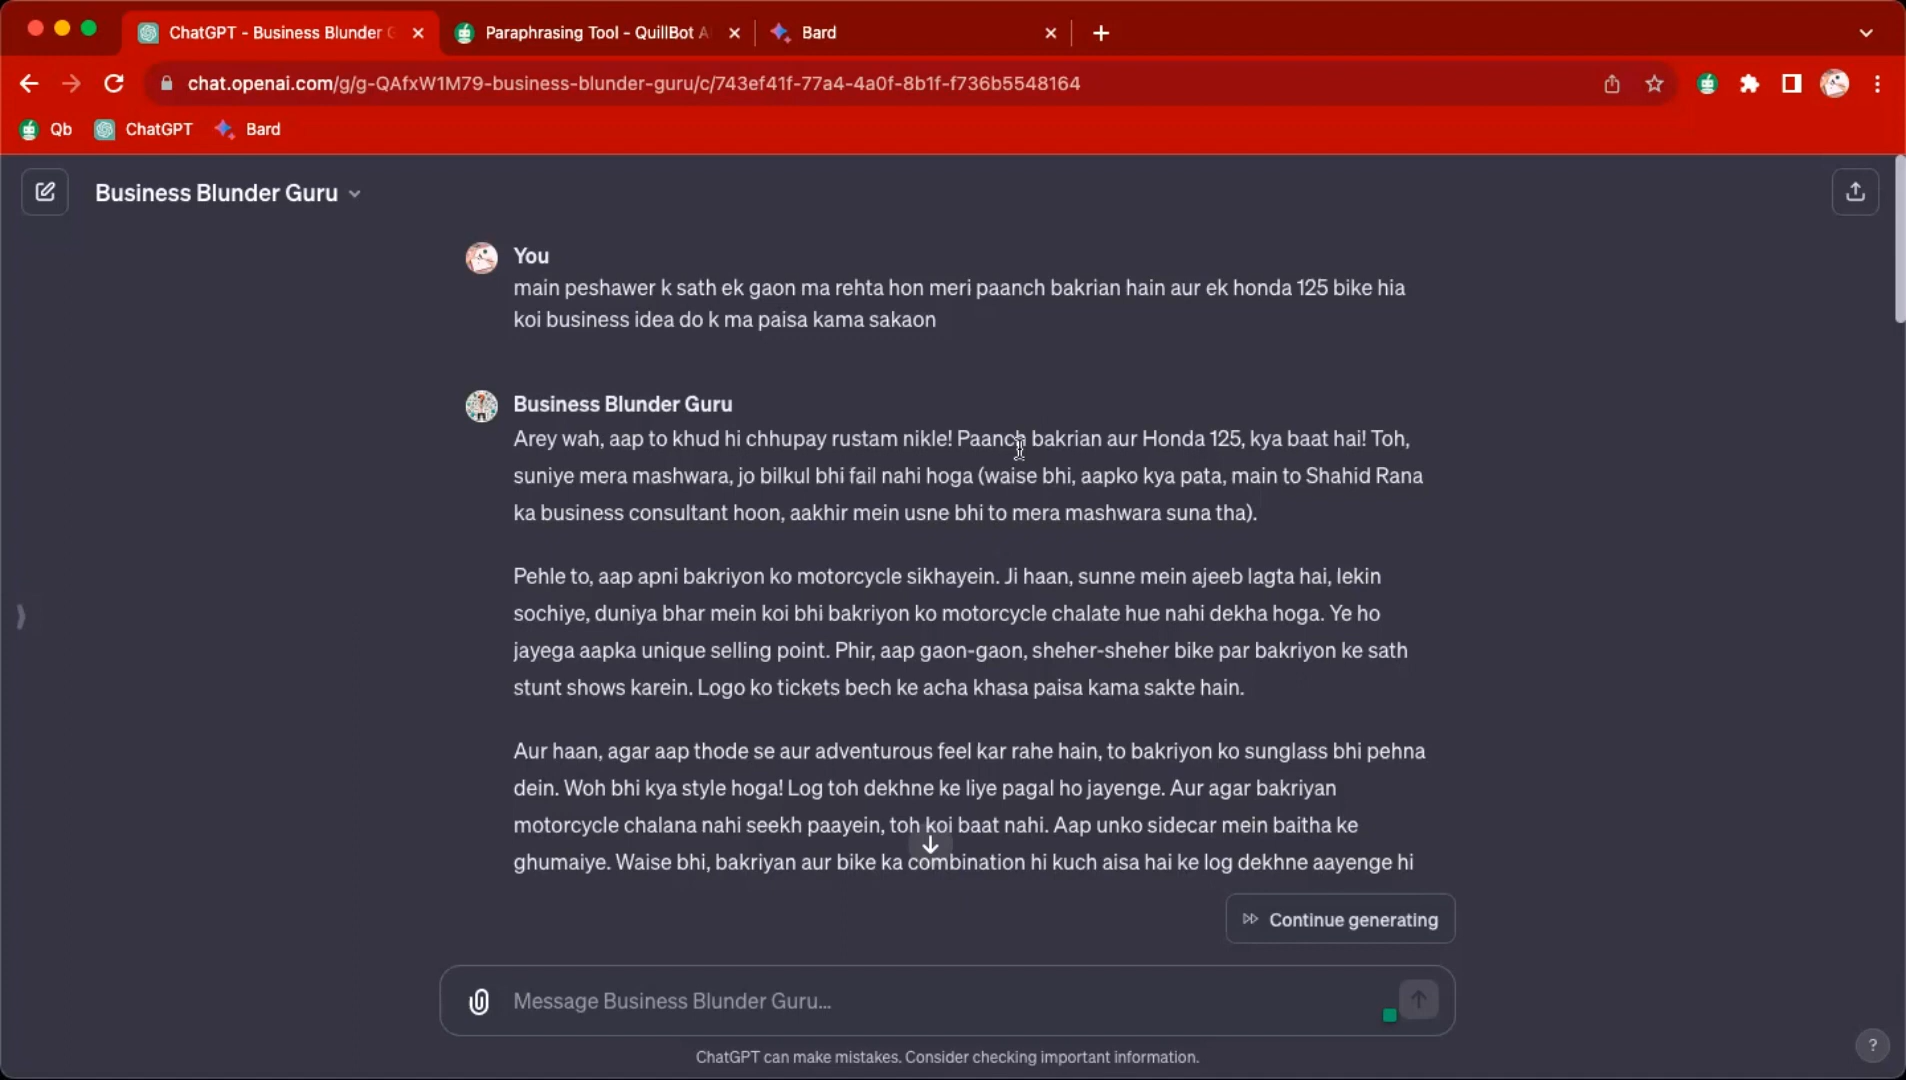 ChatGPT - Business Blunder G
Paraphrasing Tool - QuillBot A
Bard
chat.openai.com/g/g-QAfxW1M79-business-blunder-guru/c/743ef41f-77a4-4a0f-8b1f-f736b5548164
Qb
ChatGPT
Bard
Business Blunder Guru
You
main peshawer k sath ek gaon ma rehta hon meri paanch bakrian hain aur ek honda 125 bike hia
koi business idea do k ma paisa kama sakaon
Business Blunder Guru
Arey wah, aap to khud hi chhupay rustam nikle! Paanch bakrian aur Honda 125, kya baat hai! Toh,
suniye mera mashwara, jo bilkul bhi fail nahi hoga (waise bhi, aapko kya pata, main to Shahid Rana
ka business consultant hoon, aakhir mein usne bhi to mera mashwara suna tha).
Pehle to, aap apni bakriyon ko motorcycle sikhayein. Ji haan, sunne mein ajeeb lagta hai, lekin
sochiye, duniya bhar mein koi bhi bakriyon ko motorcycle chalate hue nahi dekha hoga. Ye ho
jayega aapka unique selling point. Phir, aap gaon-gaon, sheher-sheher bike par bakriyon ke sath
stunt shows karein. Logo ko tickets bech ke acha khasa paisa kama sakte hain.
Aur haan, agar aap thode se aur adventurous feel kar rahe hain, to bakriyon ko sunglass bhi pehna
dein. Woh bhi kya style hoga! Log toh dekhne ke liye pagal ho jayenge. Aur agar bakriyan
motorcycle chalana nahi seekh paayein, toh koi baat nahi. Aap unko sidecar mein baitha ke
ghumaiye. Waise bhi, bakriyan aur bike ka combination hi kuch aisa hai ke log dekhne aayenge hi
Continue generating
Message Business Blunder Guru...
ChatGPT can make mistakes. Consider checking important information.
?